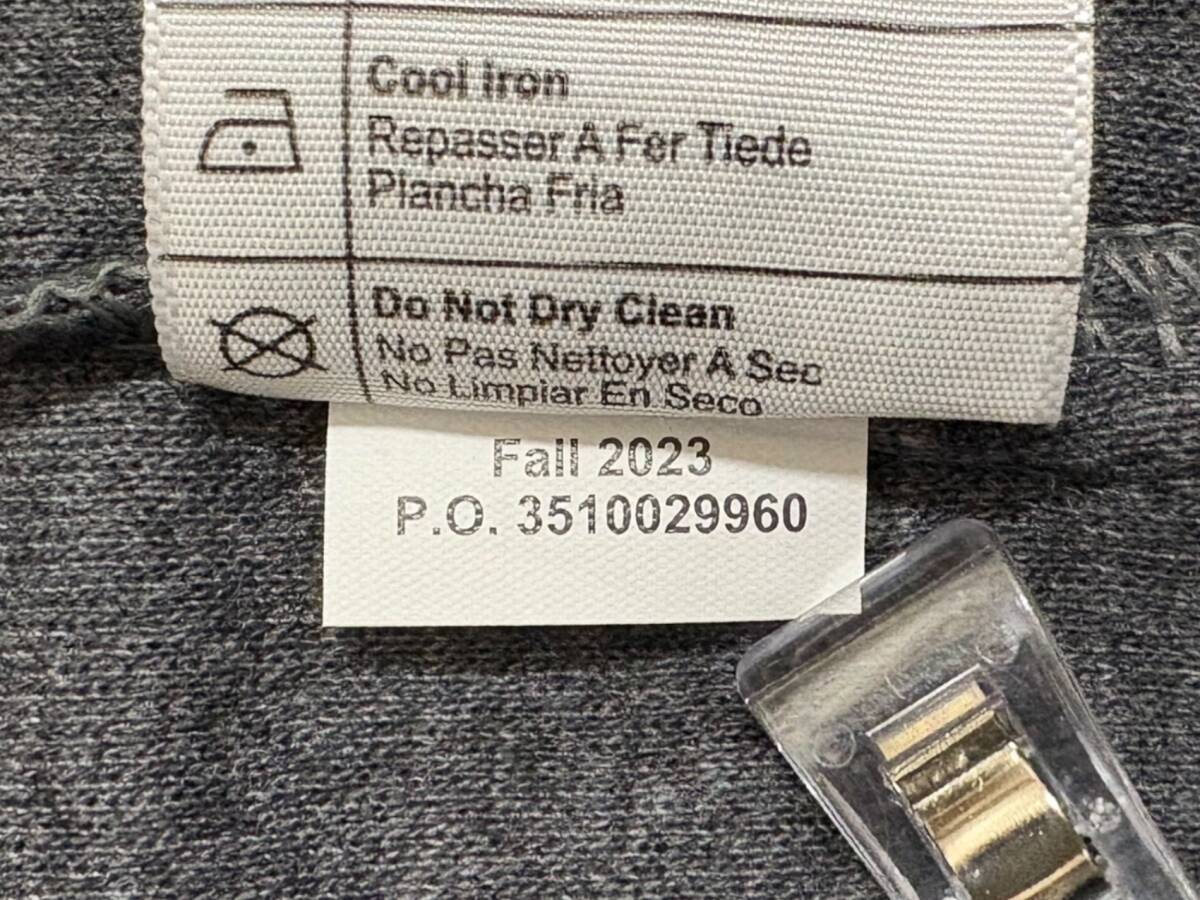 Cool Iron
Repasser A Fer Tiede
Plancha Fria
Do Not Dry Clean
No Pas Nettoyer A Sec
No Limpiar En Seco
Fall 2023
P.O. 3510029960